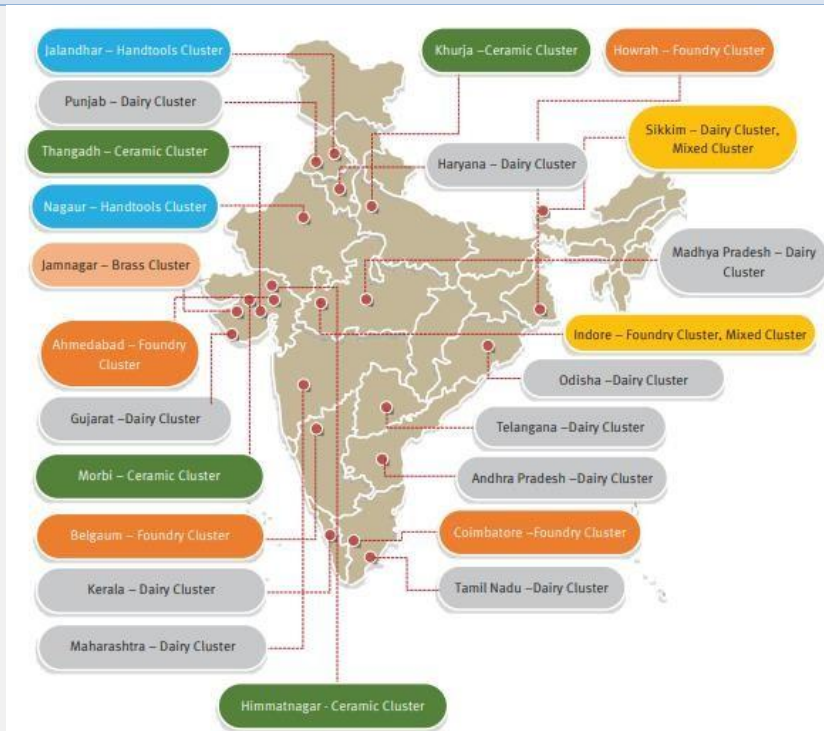 Jalandhar – Handtools Cluster
Punjab – Dairy Cluster
Thangadh – Ceramic Cluster
Nagaur – Handtools Cluster
Jamnagar – Brass Cluster
Ahmedabad – Foundry
Cluster
Gujarat –Dairy Cluster
Morbi – Ceramic Cluster
Belgaum – Foundry Cluster
Kerala – Dairy Cluster
Maharashtra – Dairy Cluster
Himmatnagar - Ceramic Cluster
Khurja –Ceramic Cluster
Howrah – Foundry Cluster
Sikkim – Dairy Cluster,
Mixed Cluster
Haryana – Dairy Cluster
Madhya Pradesh – Dairy
Cluster
Indore – Foundry Cluster, Mixed Cluster
Odisha –Dairy Cluster
Telangana –Dairy Cluster
Andhra Pradesh –Dairy Cluster
Coimbatore –Foundry Cluster
Tamil Nadu –Dairy Cluster